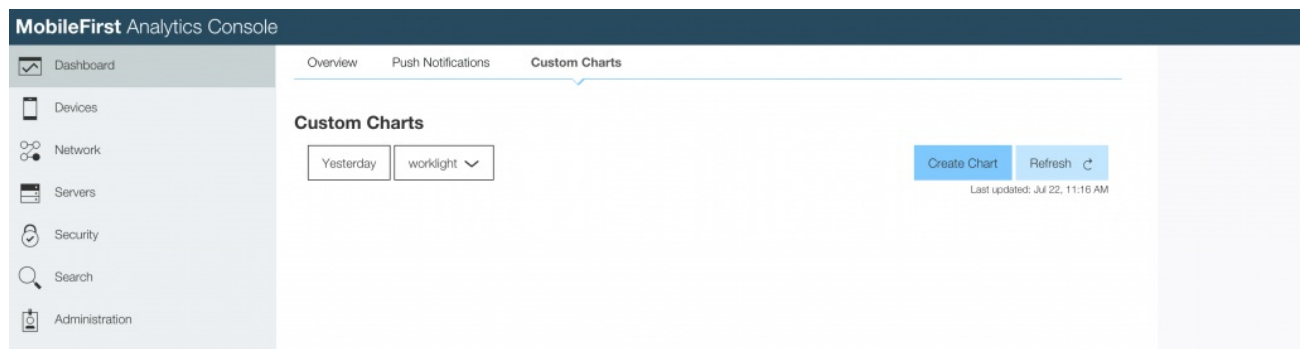 MobileFirst Analytics Console
Dashboard
Devices
Network
Servers
Security
Search
Administration
Overview Push Notifications Custom Charts
Custom Charts
Yesterday worklight Create Chart Refresh
Last updated: Jul 22, 11:16 AM